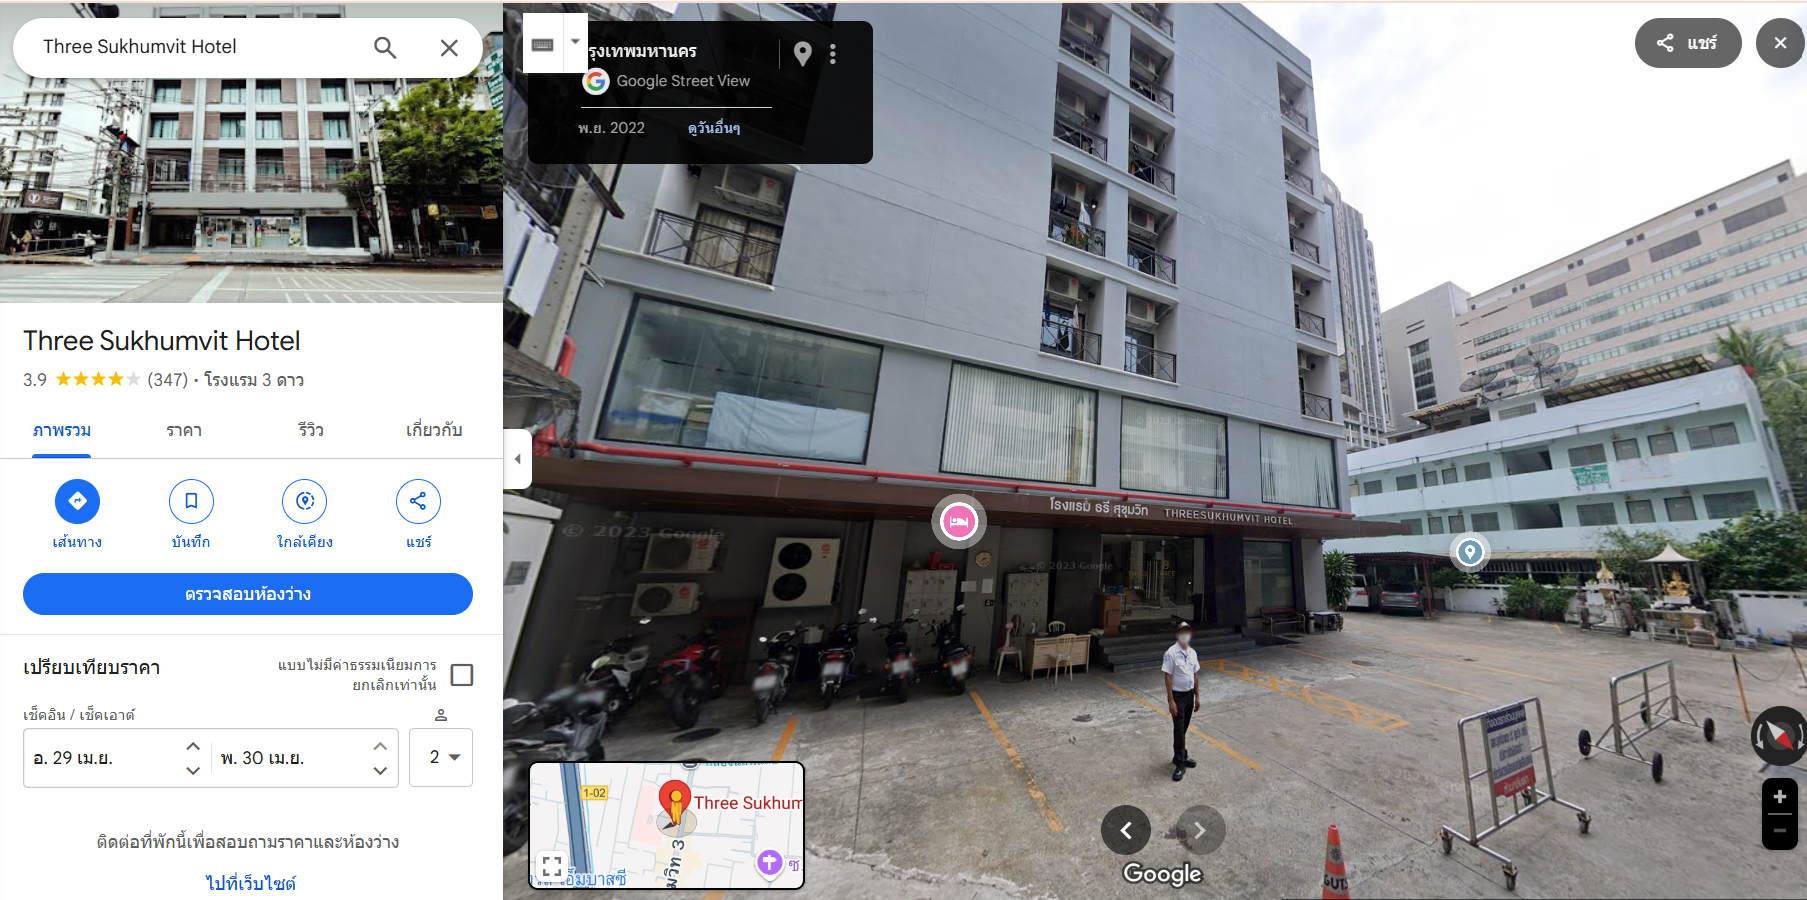 Three Sukhumvit Hotel
Three Sukhumvit Hotel
3.9 (347) · โรงแรม 3 ดาว
ภาพรวม
ราคา
รีวิว
เกี่ยวกับ
เส้นทาง
บันทึก
ใกล้เคียง
แชร์
ตรวจสอบห้องว่าง
เปรียบเทียบราคา
แบบไม่มีค่าธรรมเนียมการ
ยกเลิกเท่านั้น
เช็คอิน / เช็คเอาต์
อ. 29 เม.ย.
พ. 30 เม.ย.
2
ติดต่อที่พักนี้เพื่อสอบถามราคาและห้องว่าง
ไปที่เว็บไซต์
รุงเทพมหานคร
Google Street View
พ.ย. 2022
ดูวันอื่นๆ
แชร์
โรงแรม ธรี สุขุมวิท THREE SUKHUMVIT HOTEL
© 2023 Google
© 2023 Google
1-02
Three Sukhum
มวิท 3
ซ.
Google